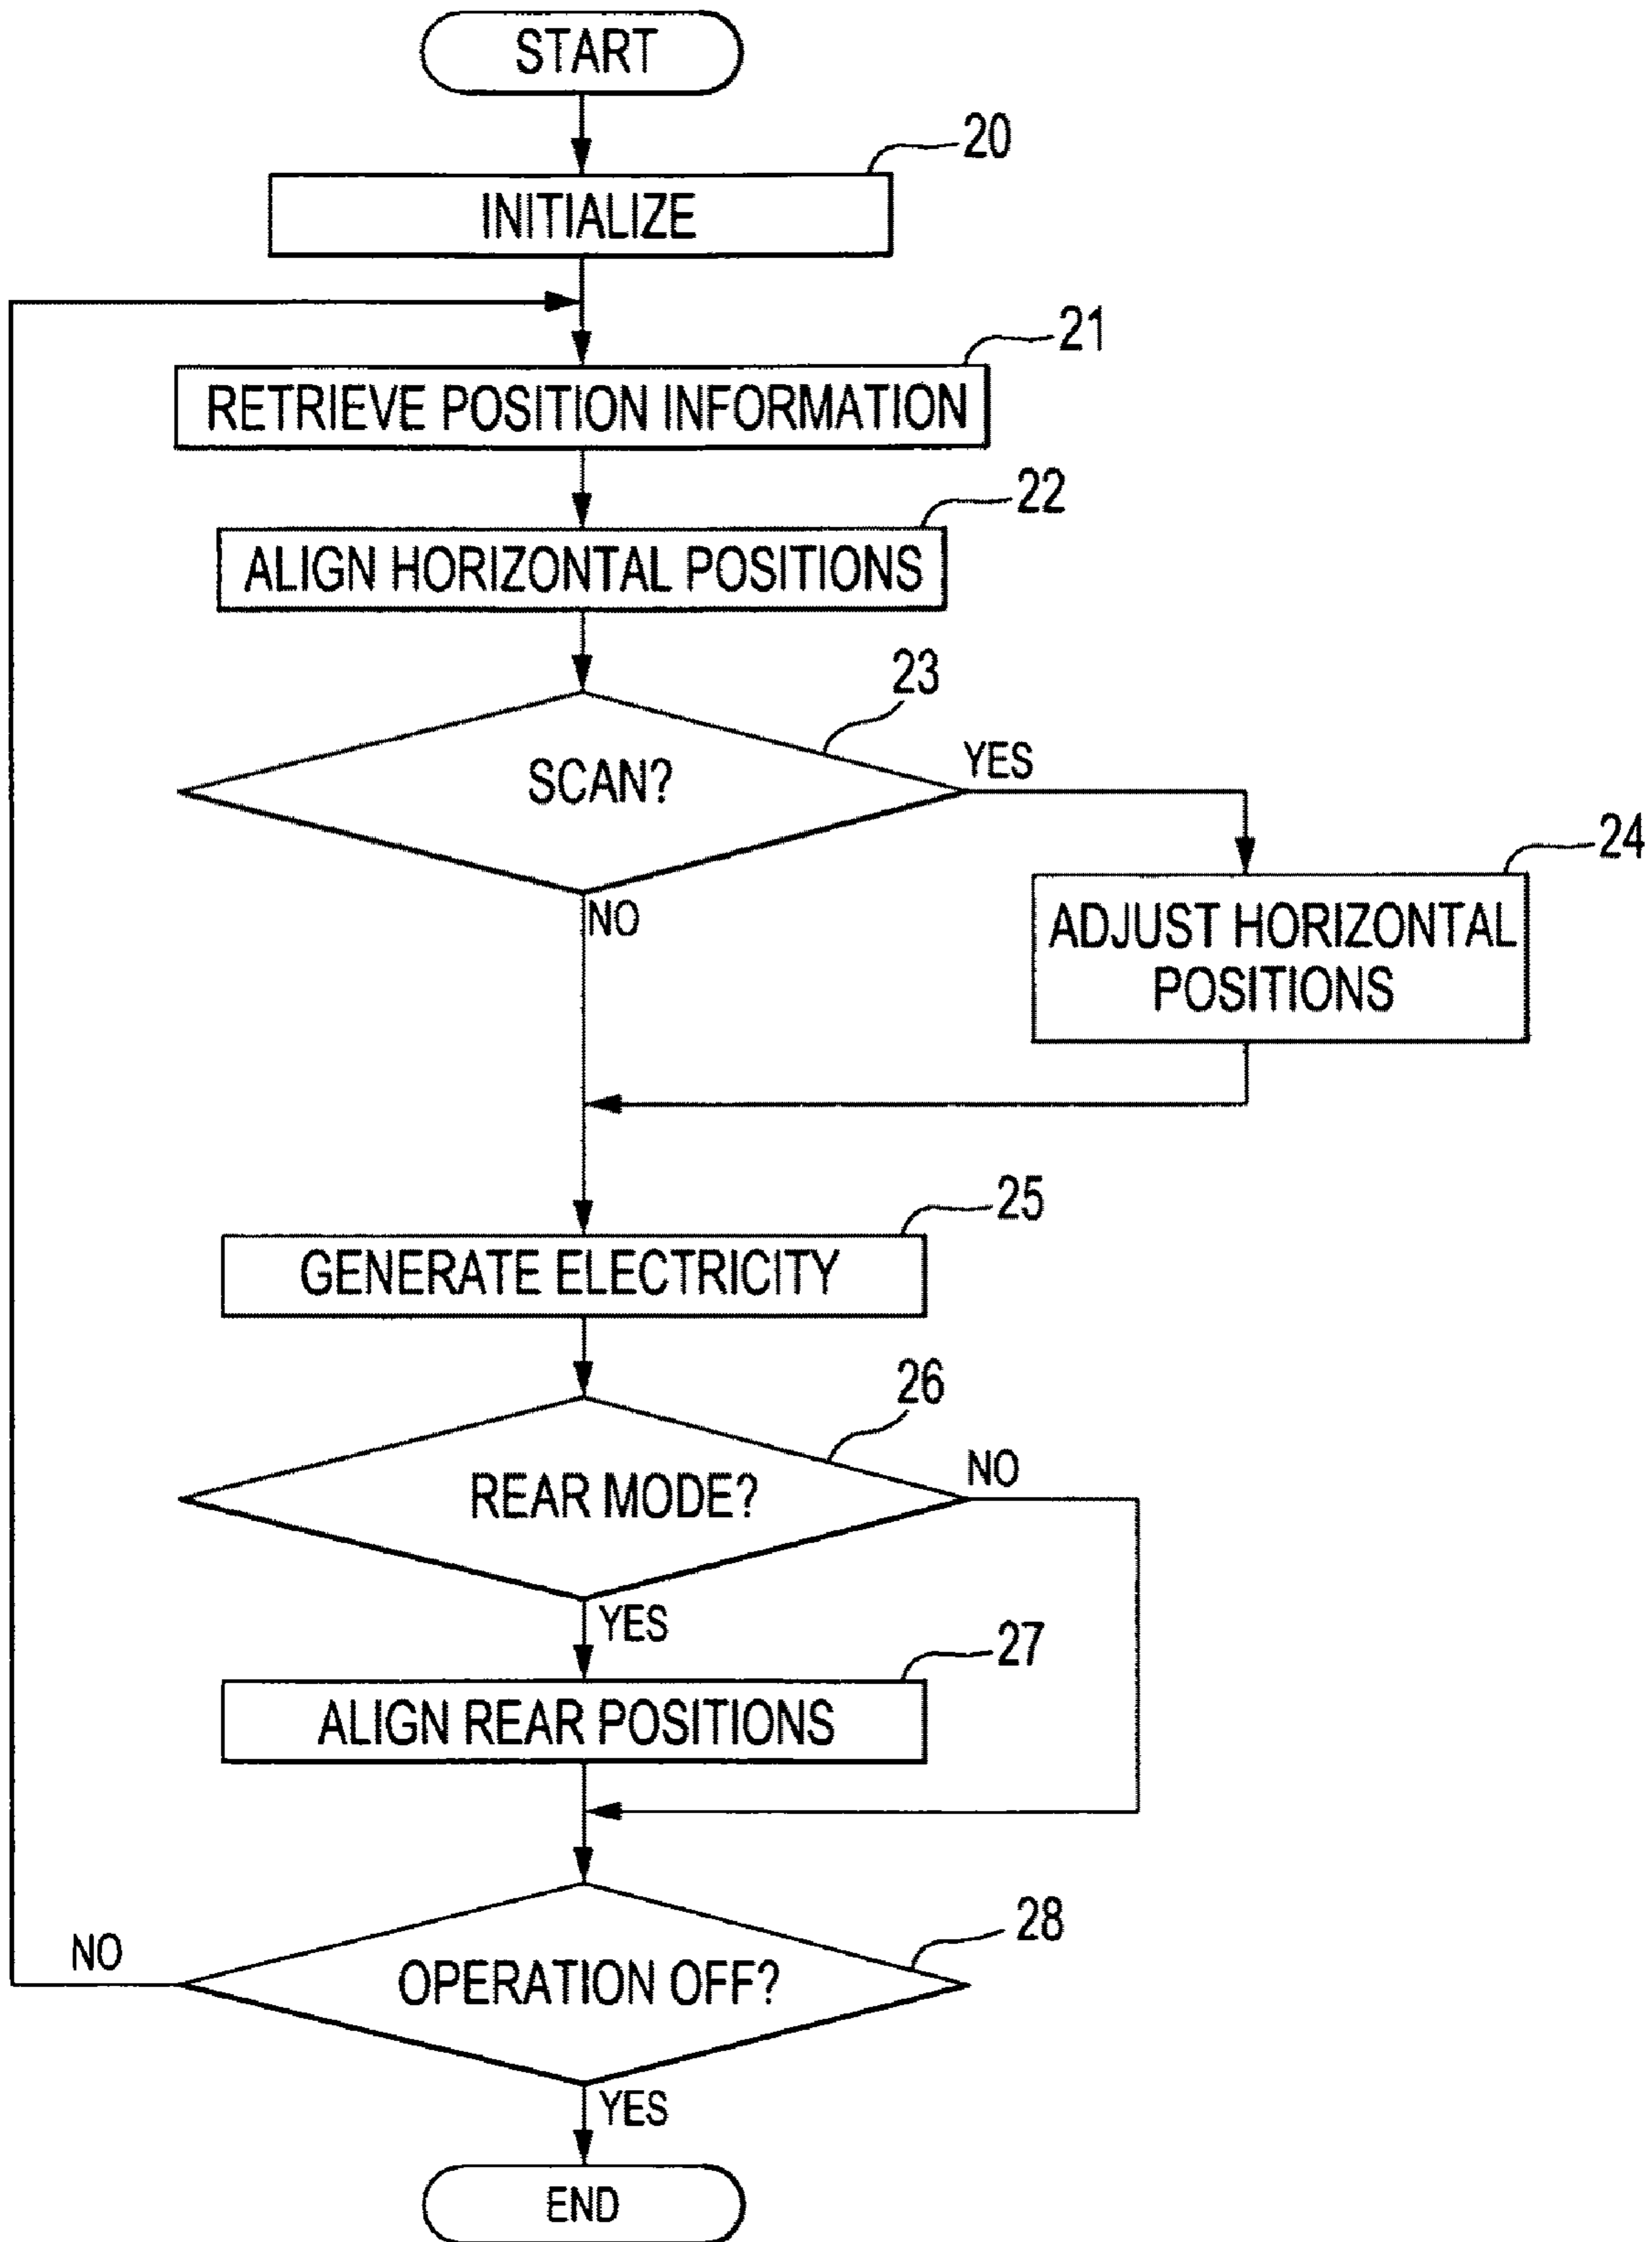 START
20
INITIALIZE
21
RETRIEVE POSITION INFORMATION
22
ALIGN HORIZONTAL POSITIONS
23
SCAN?
YES
24
ADJUST HORIZONTAL
POSITIONS
NO
25
GENERATE ELECTRICITY
26
REAR MODE?
NO
YES
27
ALIGN REAR POSITIONS
28
NO
OPERATION OFF?
YES
END